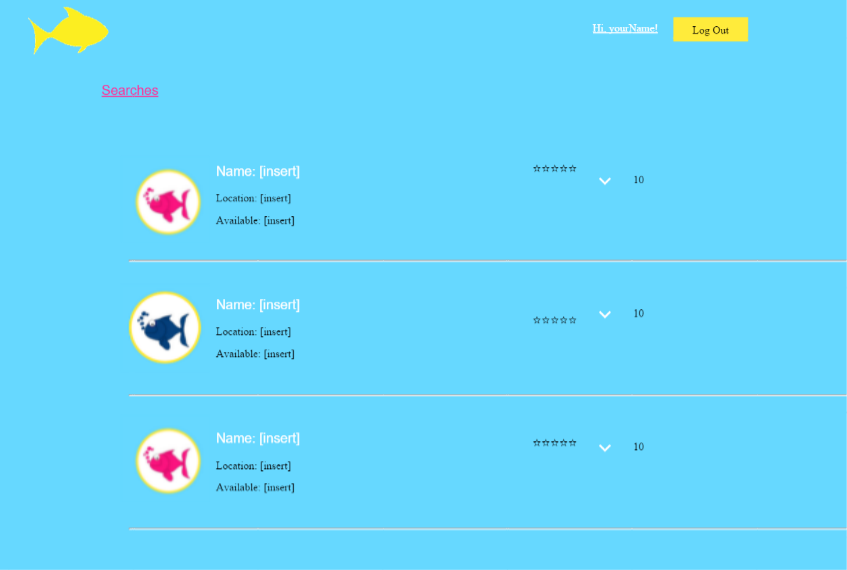 Hi, yourName!
Log Out
Searches
Name: [insert]
☆☆☆☆☆
10
Location: [insert]
Available: [insert]
Name: [insert]
☆☆☆☆☆
10
Location: [insert]
Available: [insert]
Name: [insert]
☆☆☆☆☆
10
Location: [insert]
Available: [insert]